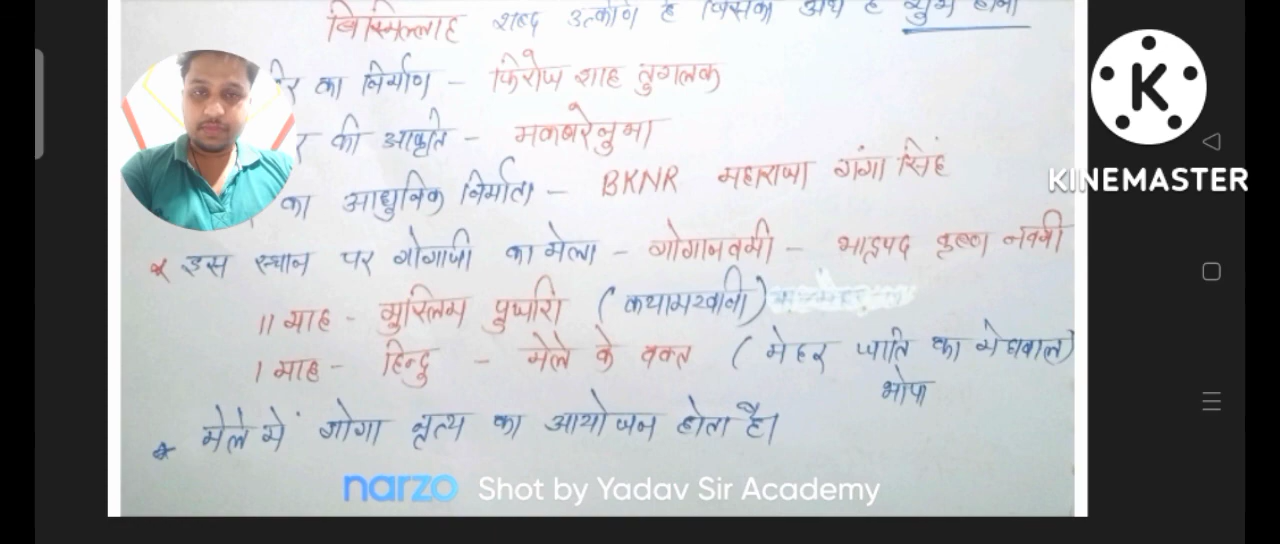 बिस्मिल्लाह शब्द उत्कीर्ण है जिसका अर्थ है शुभ होना
र का निर्माण - फिरोज शाह तुगलक
र की आकृति - मकबरेनुमा
का आधुनिक निर्माता - BKNR महाराजा गंगा सिंह
* इस स्थान पर गोगाजी का मेला - गोगानवमी - भाद्रपद कृष्ण नवमी
11 माह - मुस्लिम पुजारी (कयामखानी)
1 माह - हिन्दु - मेले के वक्त (मेहर जाति का मेघवाल)
भोपा
* मेले में गोगा नृत्य का आयोजन होता है।
narzo Shot by Yadav Sir Academy
K
KINEMASTER